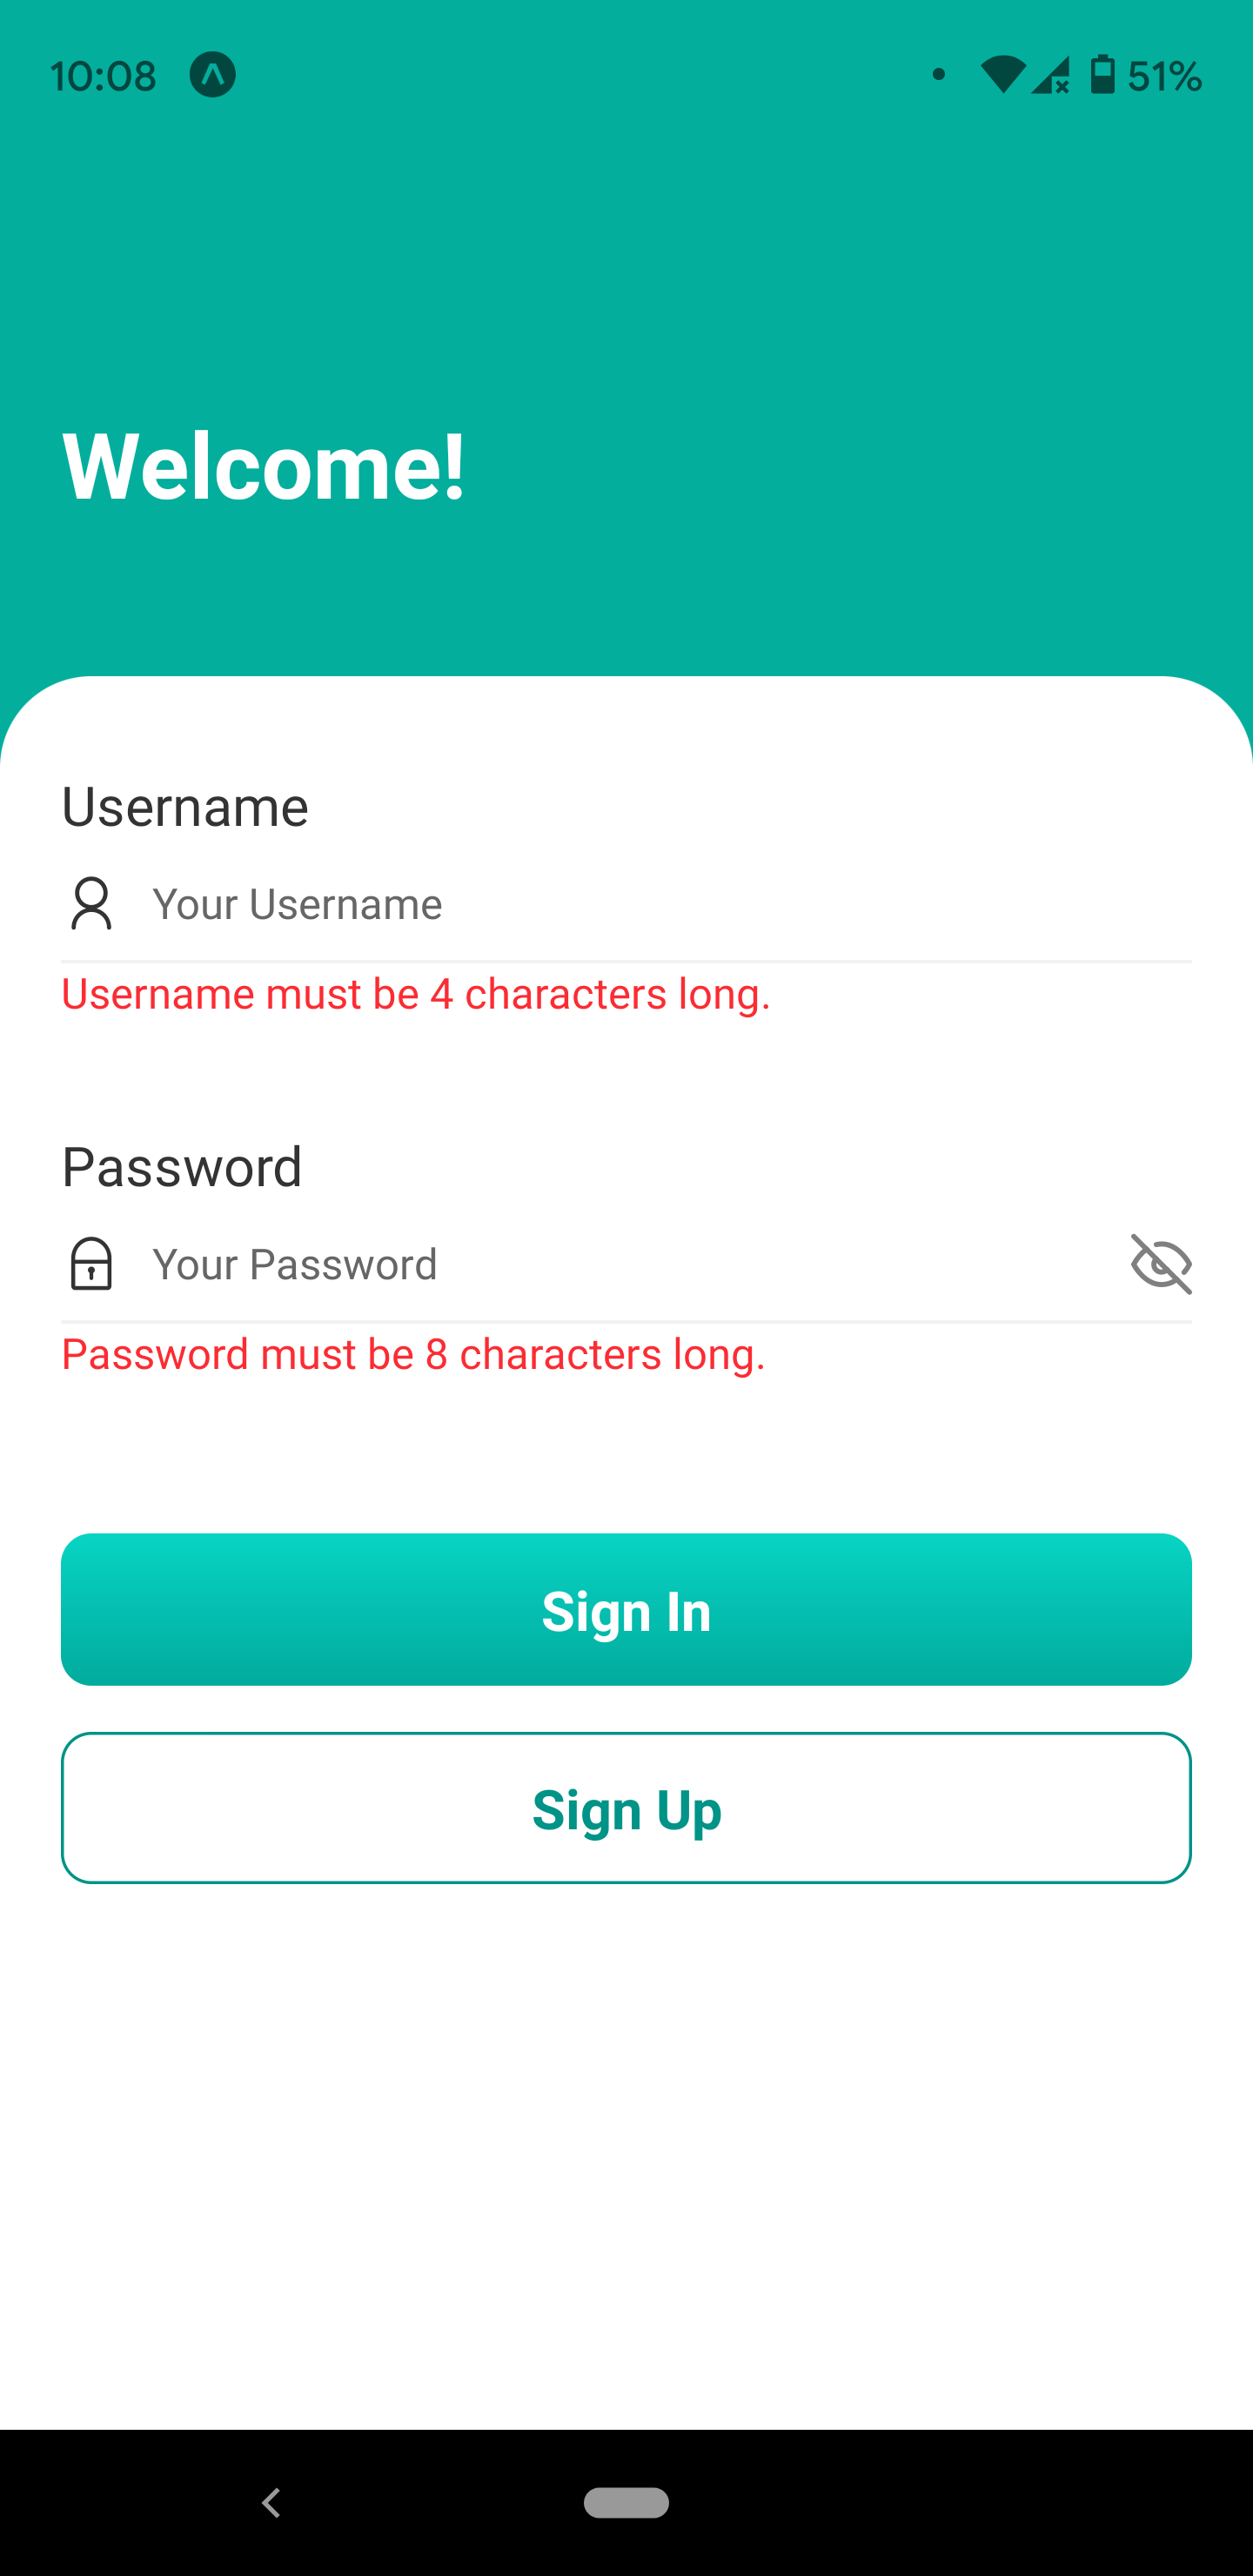 10:08
51%
Welcome!
Username
Your Username
Username must be 4 characters long.
Password
Your Password
Password must be 8 characters long.
Sign In
Sign Up